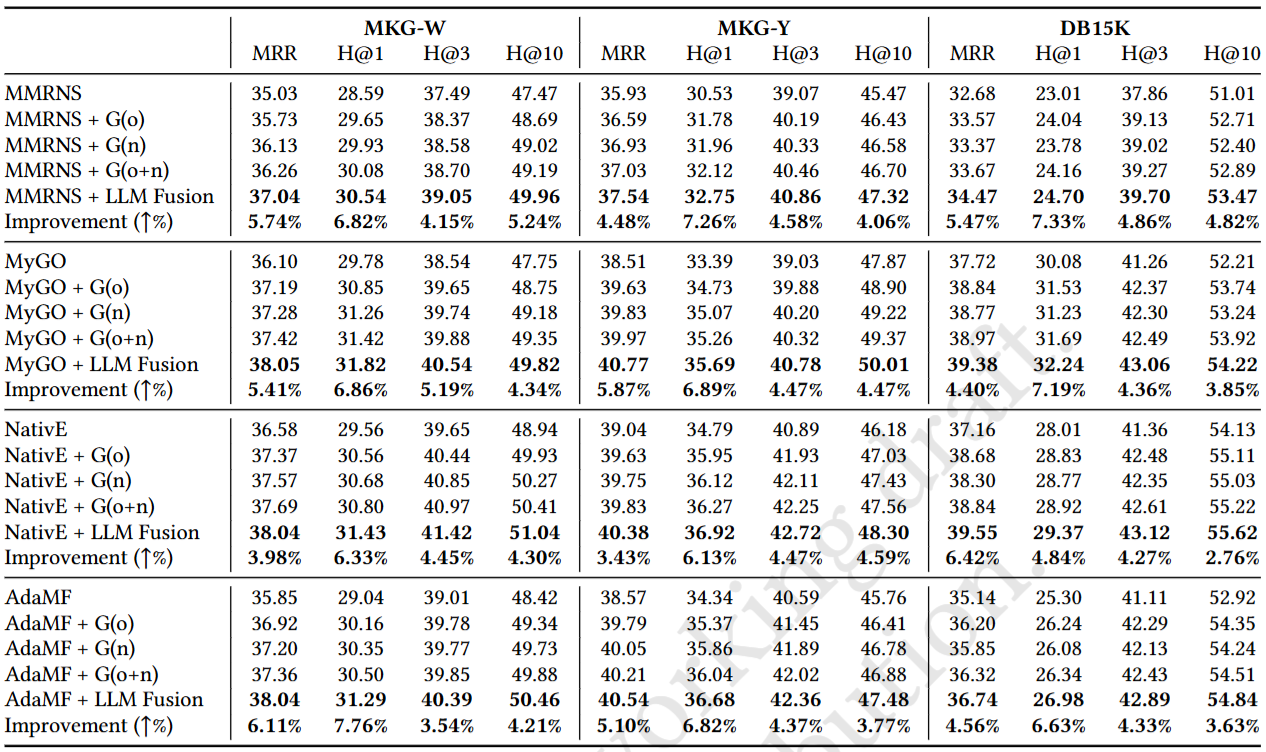 MKG-W MKG-Y DB15K
MRR H@1 H@3 H@10 MRR H@1 H@3 H@10 MRR H@1 H@3 H@10
MMRNS 35.03 28.59 37.49 47.47 35.93 30.53 39.07 45.47 32.68 23.01 37.86 51.01
MMRNS + G(o) 35.73 29.65 38.37 48.69 36.59 31.78 40.19 46.43 33.57 24.04 39.13 52.71
MMRNS + G(n) 36.13 29.93 38.58 49.02 36.93 31.96 40.33 46.58 33.37 23.78 39.02 52.40
MMRNS + G(o+n) 36.26 30.08 38.70 49.19 37.03 32.12 40.46 46.70 33.67 24.16 39.27 52.89
MMRNS + LLM Fusion 37.04 30.54 39.05 49.96 37.54 32.75 40.86 47.32 34.47 24.70 39.70 53.47
Improvement (↑%) 5.74% 6.82% 4.15% 5.24% 4.48% 7.26% 4.58% 4.06% 5.47% 7.33% 4.86% 4.82%
MyGO 36.10 29.78 38.54 47.75 38.51 33.39 39.03 47.87 37.72 30.08 41.26 52.21
MyGO + G(o) 37.19 30.85 39.65 48.75 39.63 34.73 39.88 48.90 38.84 31.53 42.37 53.74
MyGO + G(n) 37.28 31.26 39.74 49.18 39.83 35.07 40.20 49.22 38.77 31.23 42.30 53.24
MyGO + G(o+n) 37.42 31.42 39.88 49.35 39.97 35.26 40.32 49.37 38.97 31.69 42.49 53.92
MyGO + LLM Fusion 38.05 31.82 40.54 49.82 40.77 35.69 40.78 50.01 39.38 32.24 43.06 54.22
Improvement (↑%) 5.41% 6.86% 5.19% 4.34% 5.87% 6.89% 4.47% 4.47% 4.40% 7.19% 4.36% 3.85%
NativE 36.58 29.56 39.65 48.94 39.04 34.79 40.89 46.18 37.16 28.01 41.36 54.13
NativE + G(o) 37.37 30.56 40.44 49.93 39.63 35.95 41.93 47.03 38.68 28.83 42.48 55.11
NativE + G(n) 37.57 30.68 40.85 50.27 39.75 36.12 42.11 47.43 38.30 28.77 42.35 55.03
NativE + G(o+n) 37.69 30.80 40.97 50.41 39.83 36.27 42.25 47.56 38.84 28.92 42.61 55.22
NativE + LLM Fusion 38.04 31.43 41.42 51.04 40.38 36.92 42.72 48.30 39.55 29.37 43.12 55.62
Improvement (↑%) 3.98% 6.33% 4.45% 4.30% 3.43% 6.13% 4.47% 4.59% 6.42% 4.84% 4.27% 2.76%
AdaMF 35.85 29.04 39.01 48.42 38.57 34.34 40.59 45.76 35.14 25.30 41.11 52.92
AdaMF + G(o) 36.92 30.16 39.78 49.34 39.79 35.37 41.45 46.41 36.20 26.24 42.29 54.35
AdaMF + G(n) 37.20 30.35 39.77 49.73 40.05 35.86 41.89 46.78 35.85 26.08 42.13 54.24
AdaMF + G(o+n) 37.36 30.50 39.85 49.88 40.21 36.04 42.02 46.88 36.32 26.34 42.43 54.51
AdaMF + LLM Fusion 38.04 31.29 40.39 50.46 40.54 36.68 42.36 47.48 36.74 26.98 42.89 54.84
Improvement (↑%) 6.11% 7.76% 3.54% 4.21% 5.10% 6.82% 4.37% 3.77% 4.56% 6.63% 4.33% 3.63%
draft.